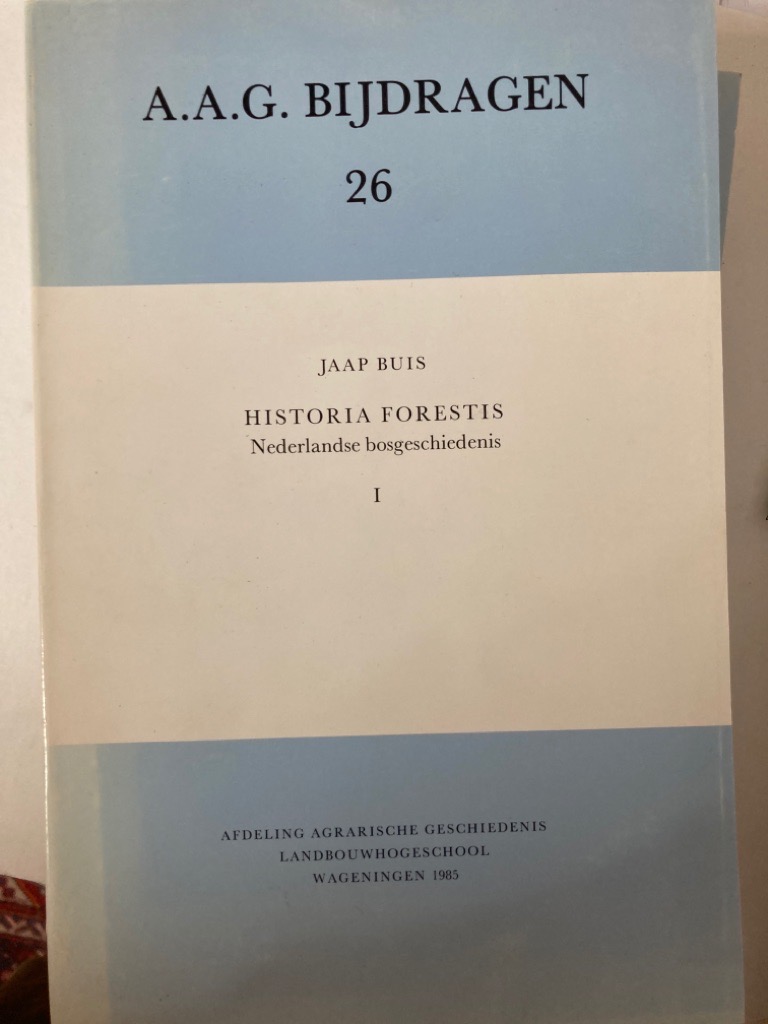 A.A.G. BIJDRAGEN
26
JAAP BUIS
HISTORIA FORESTIS
Nederlandse bosgeschiedenis
I
AFDELING AGRARISCHE GESCHIEDENIS
LANDBOUWHOGESCHOOL
WAGENINGEN 1985